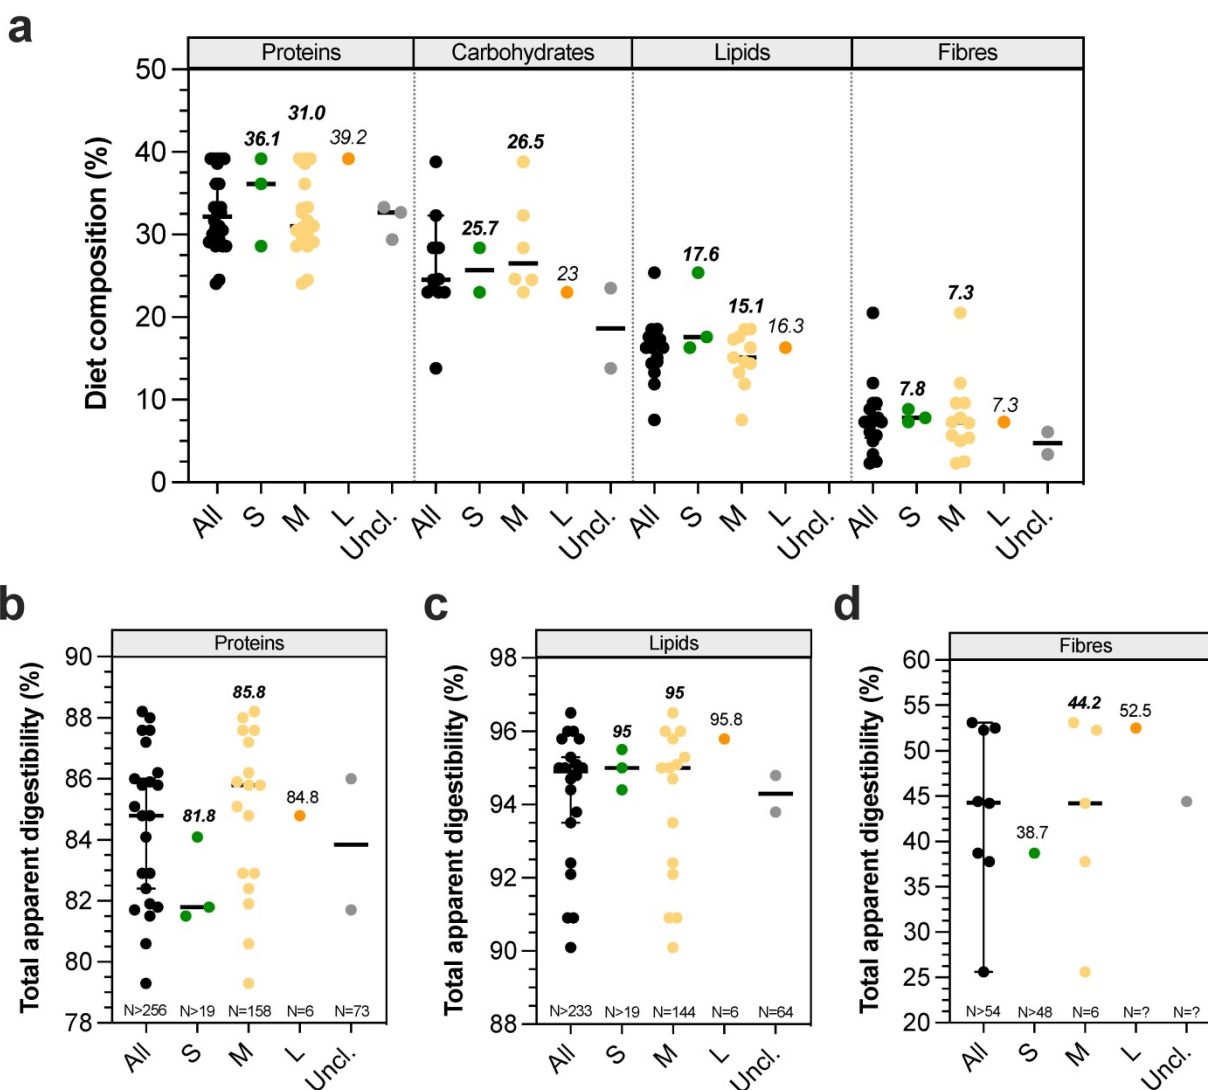 a
Proteins Carbohydrates Lipids Fibres
Diet composition (%)
50
40
30
20
10
0
36.1 31.0 39.2
25.7 26.5 23
17.6 15.1 16.3
7.8 7.3 7.3
All S M L Uncl. All S M L Uncl. All S M L Uncl. All S M L Uncl.
b
Proteins
Total apparent digestibility (%)
90
88
86
84
82
80
78
81.8 85.8 84.8
N>256 N>19 N=158 N=6 N=73
All S M L Uncl.
c
Lipids
Total apparent digestibility (%)
98
96
94
92
90
88
95 95 95.8
N>233 N>19 N=144 N=6 N=64
All S M L Uncl.
d
Fibres
Total apparent digestibility (%)
60
55
50
45
40
35
30
25
20
38.7 44.2 52.5
N>54 N>48 N=6 N=? N=?
All S M L Uncl.